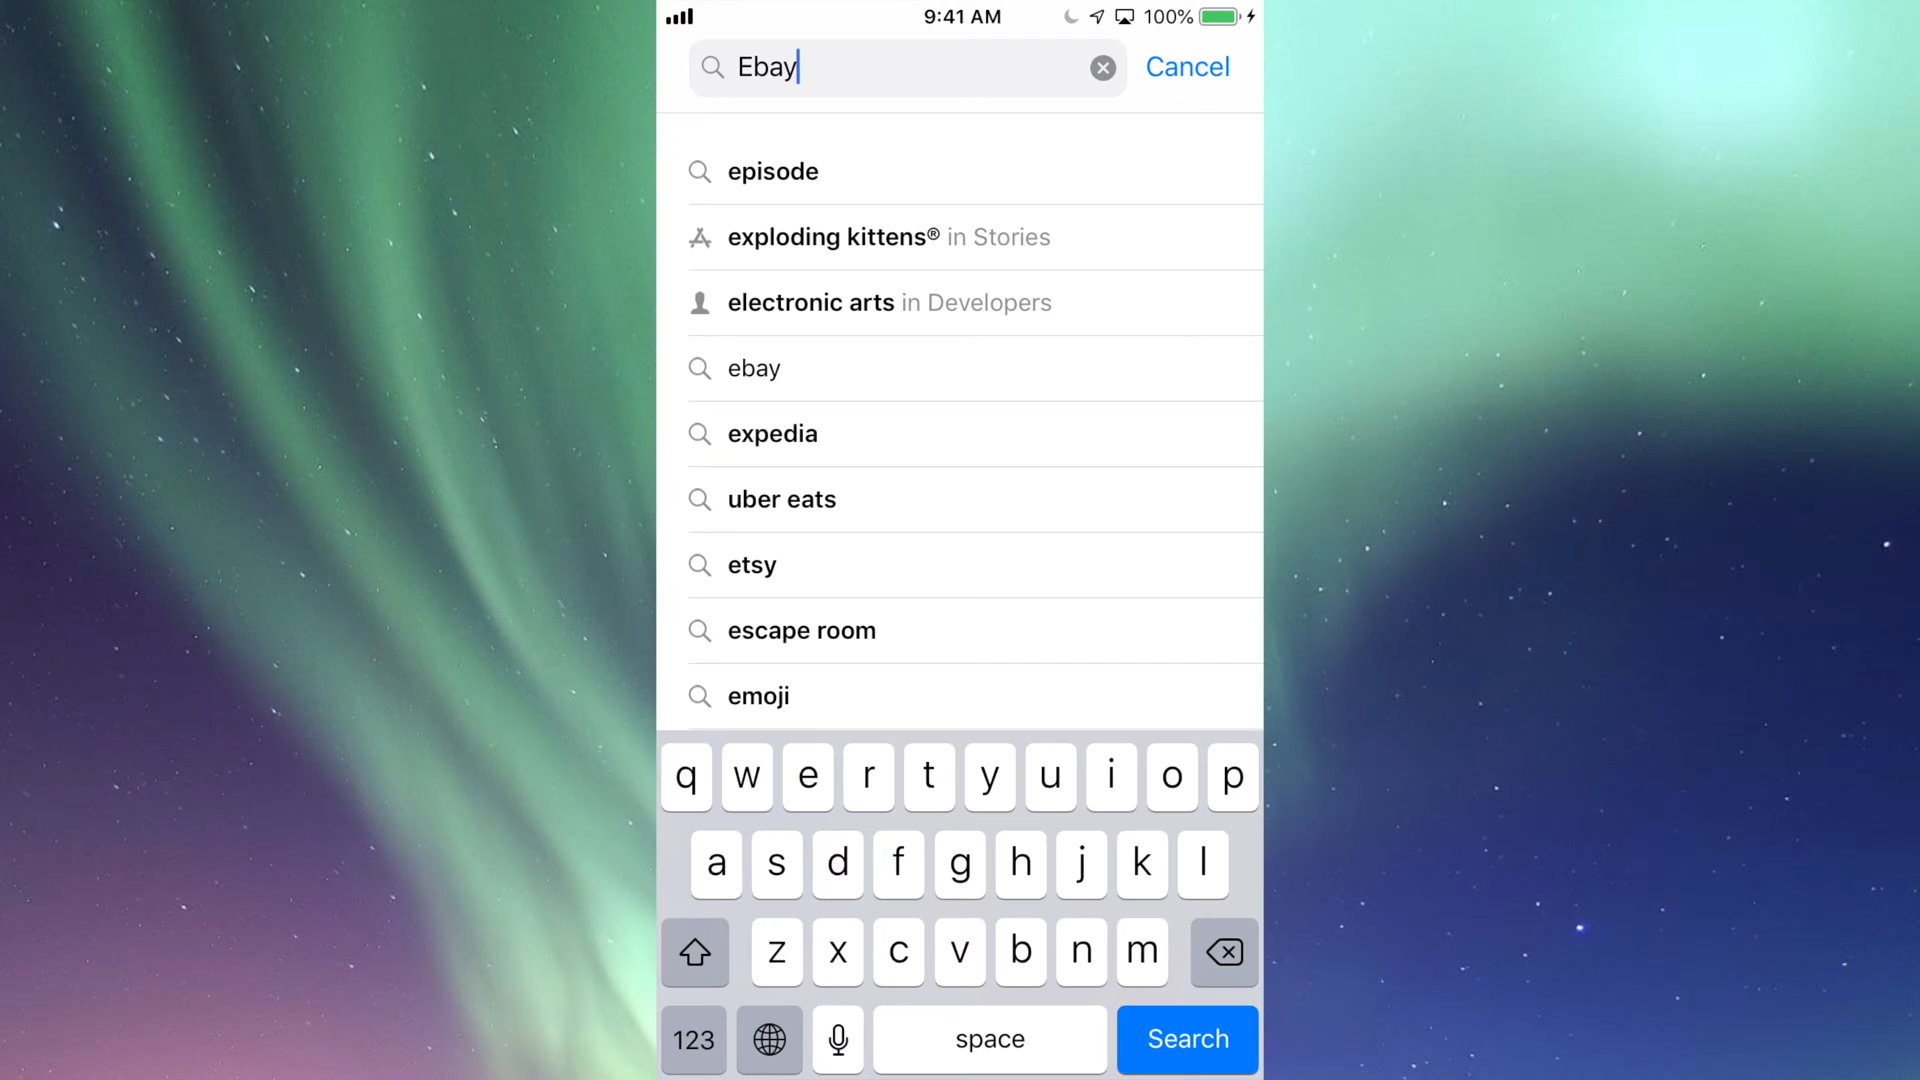 9:41 AM 100%
Ebay Cancel
episode
exploding kittens® in Stories
electronic arts in Developers
ebay
expedia
uber eats
etsy
escape room
emoji
q w e r t y u i o p
a s d f g h j k l
z x c v b n m
123 space Search